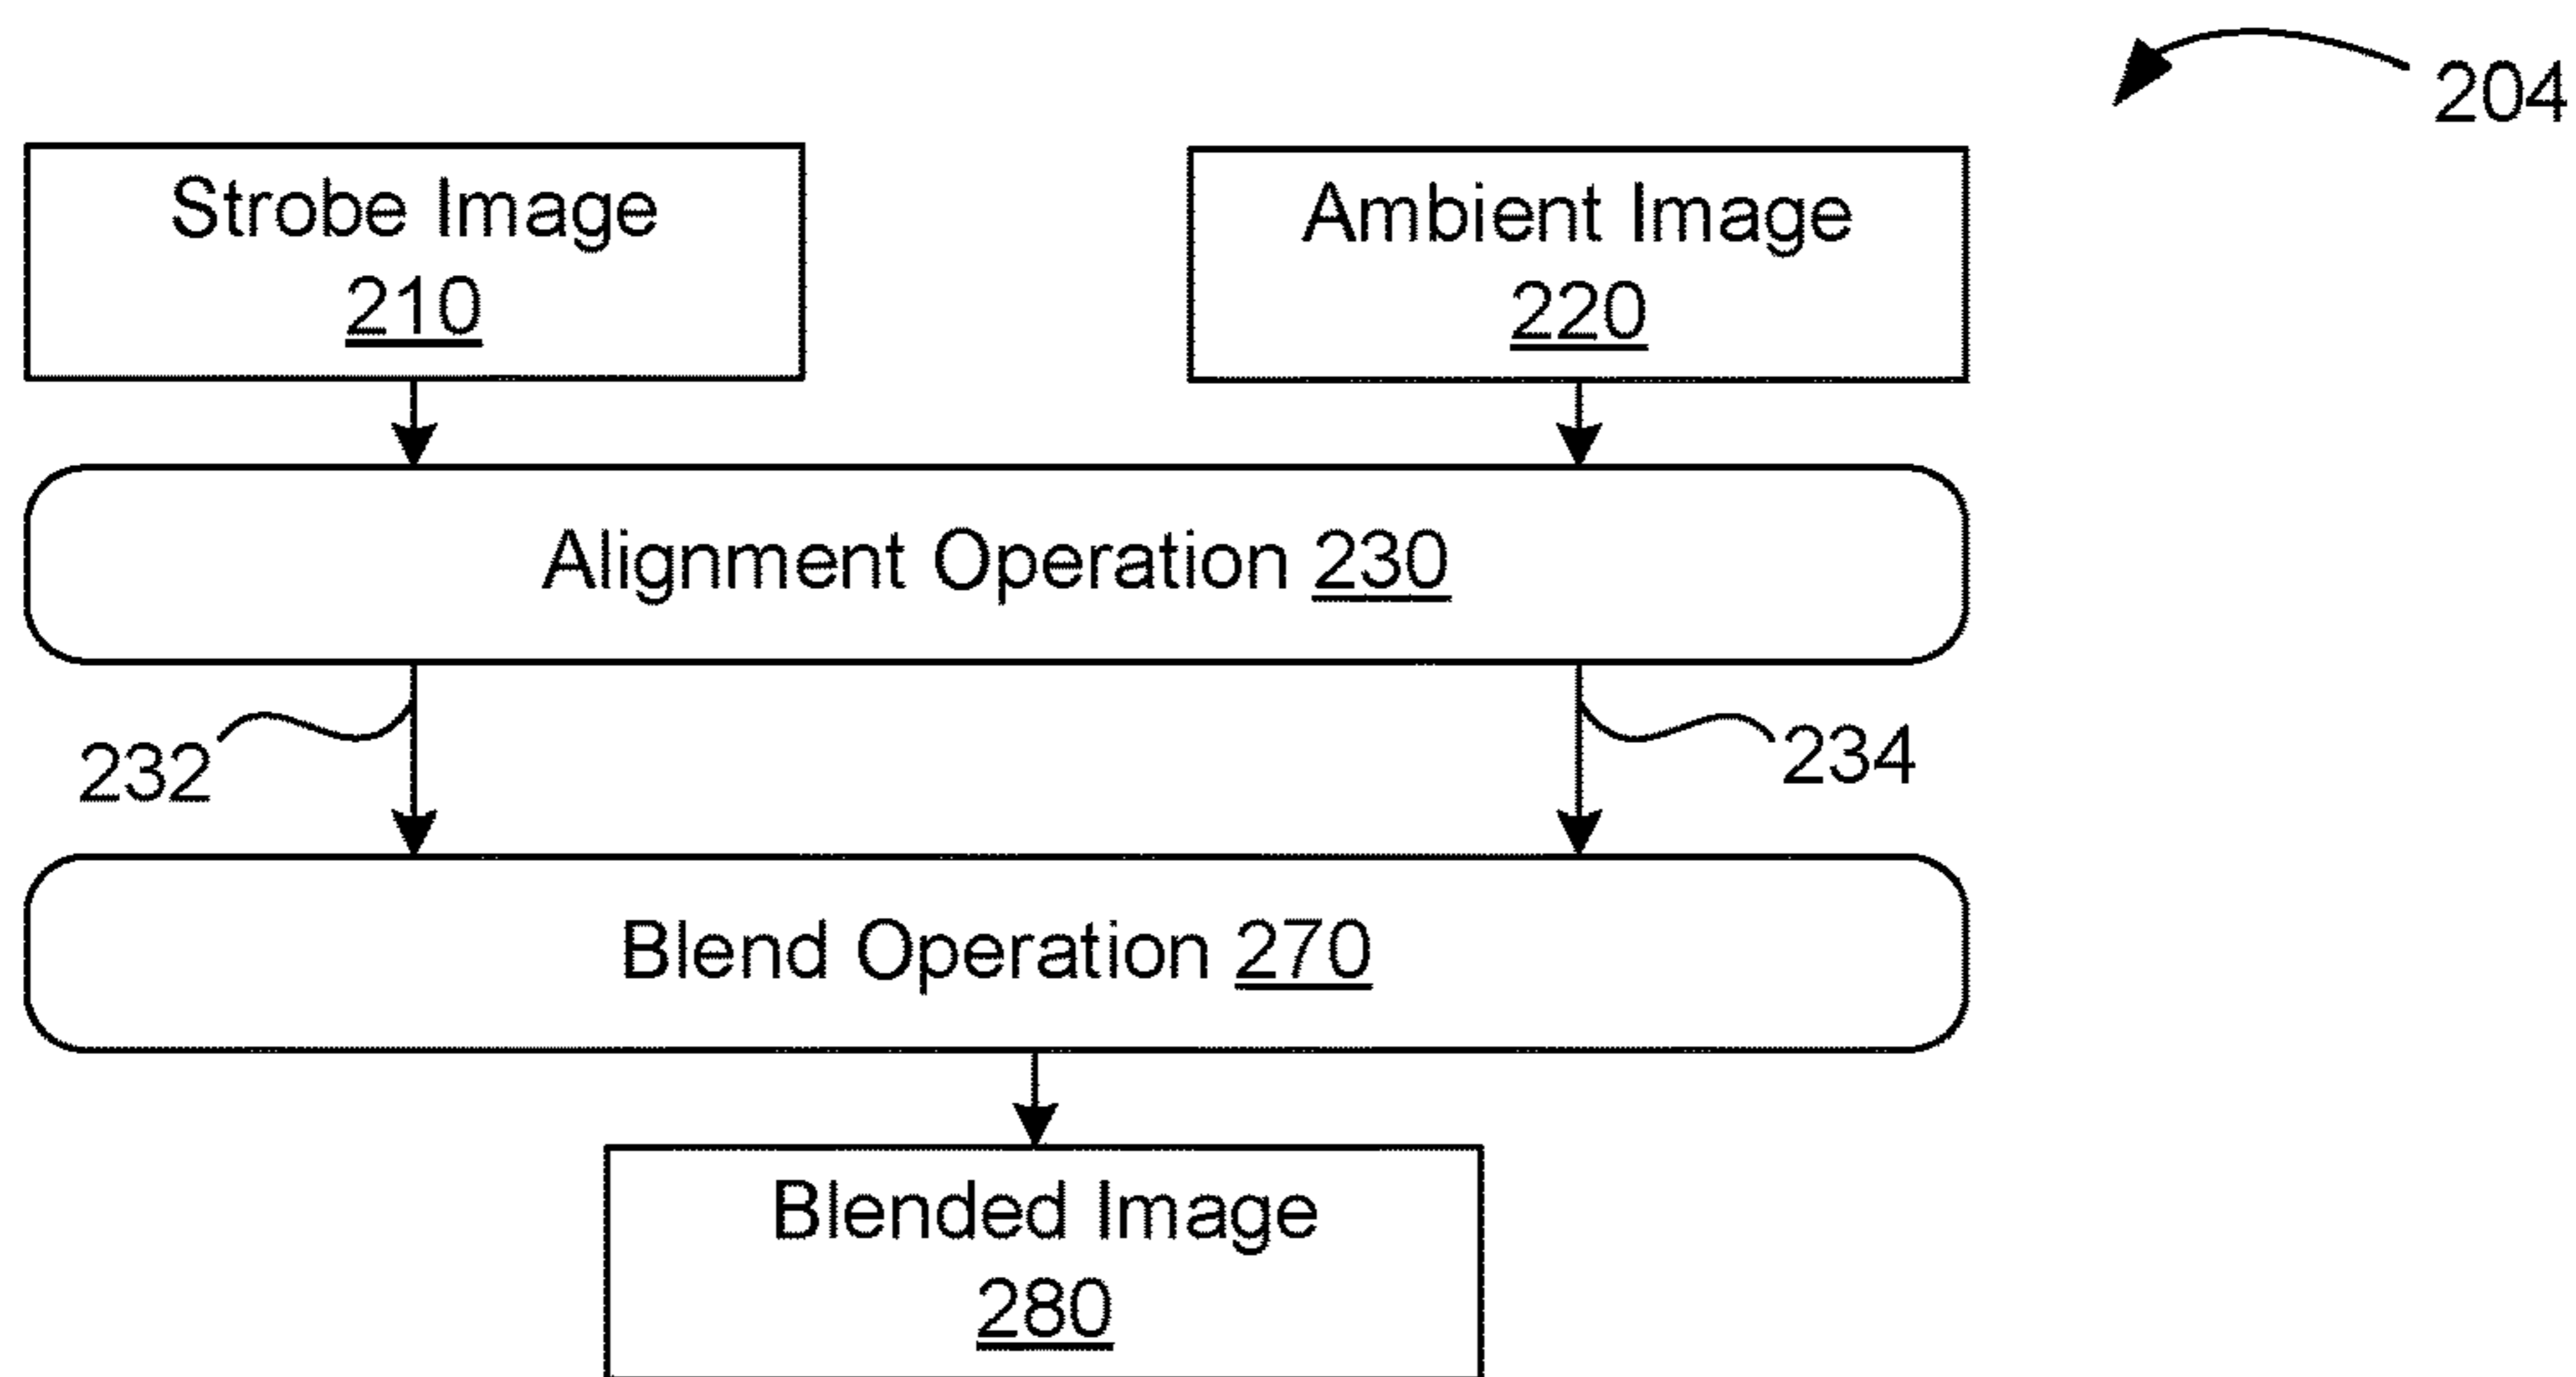 204
Strobe Image
210
Ambient Image
220
Alignment Operation 230
232
234
Blend Operation 270
Blended Image
280